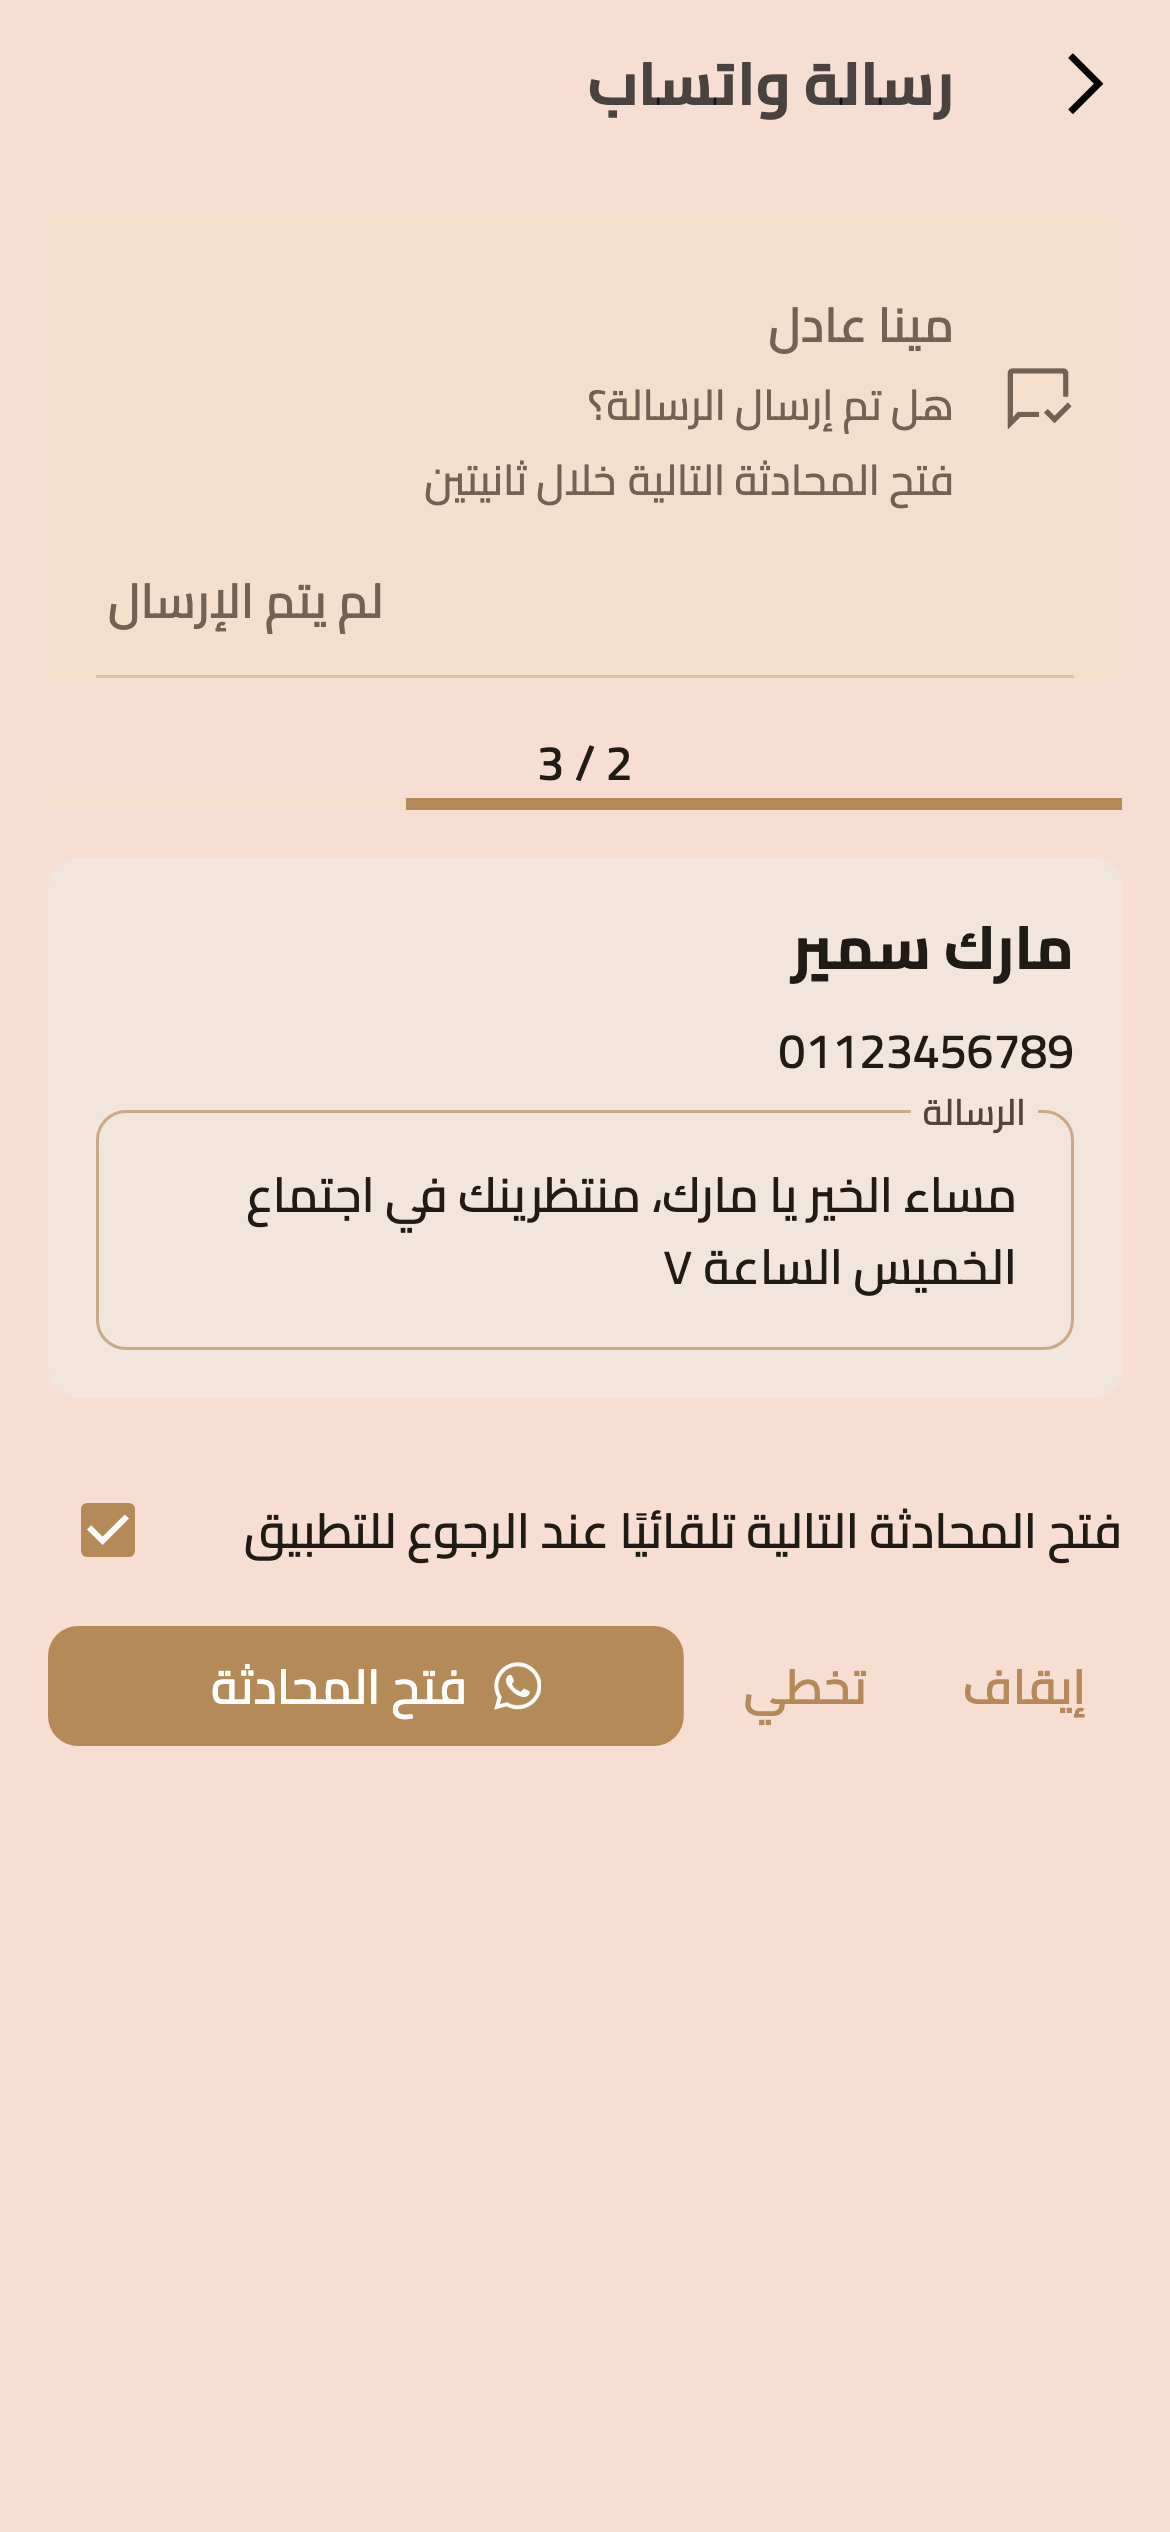 رسالة واتساب
مينا عادل
هل تم إرسال الرسالة؟
فتح المحادثة التالية خلال ثانيتين
لم يتم الإرسال
2 / 3
مارك سمير
01123456789
الرسالة
مساء الخير يا مارك، منتظرينك في اجتماع
الخميس الساعة ٧
فتح المحادثة التالية تلقائيًا عند الرجوع للتطبيق
إيقاف
تخطي
فتح المحادثة